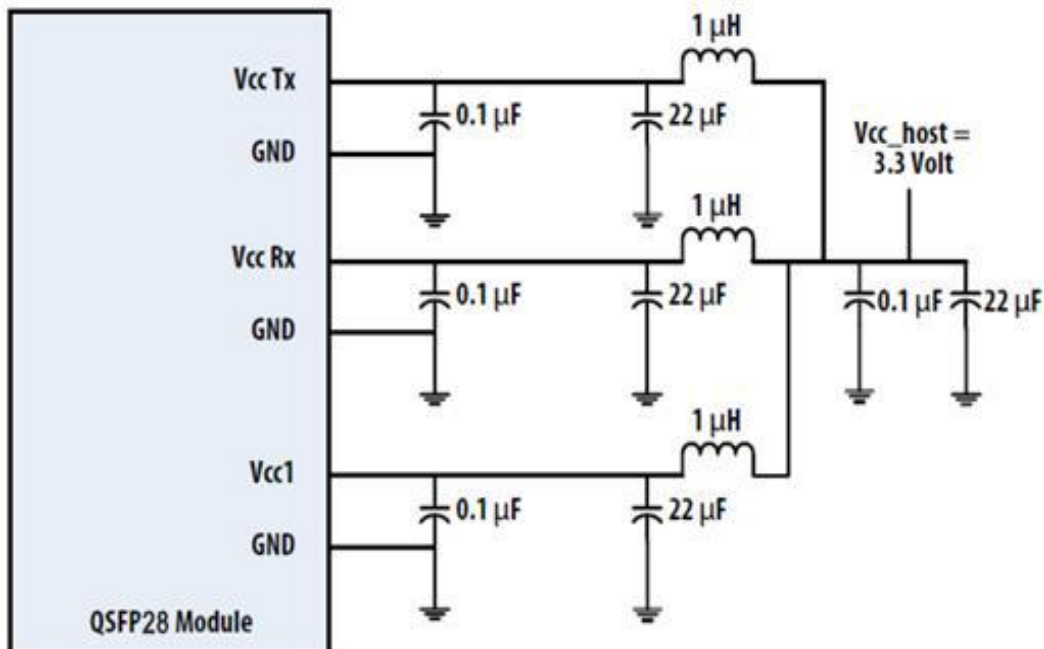 1 μH
Vcc Tx
0.1 μF
22 μF
GND
Vcc_host =
3.3 Volt
1 μH
Vcc Rx
0.1 μF
22 μF
0.1 μF
22 μF
GND
1 μH
Vcc1
0.1 μF
22 μF
GND
QSFP28 Module